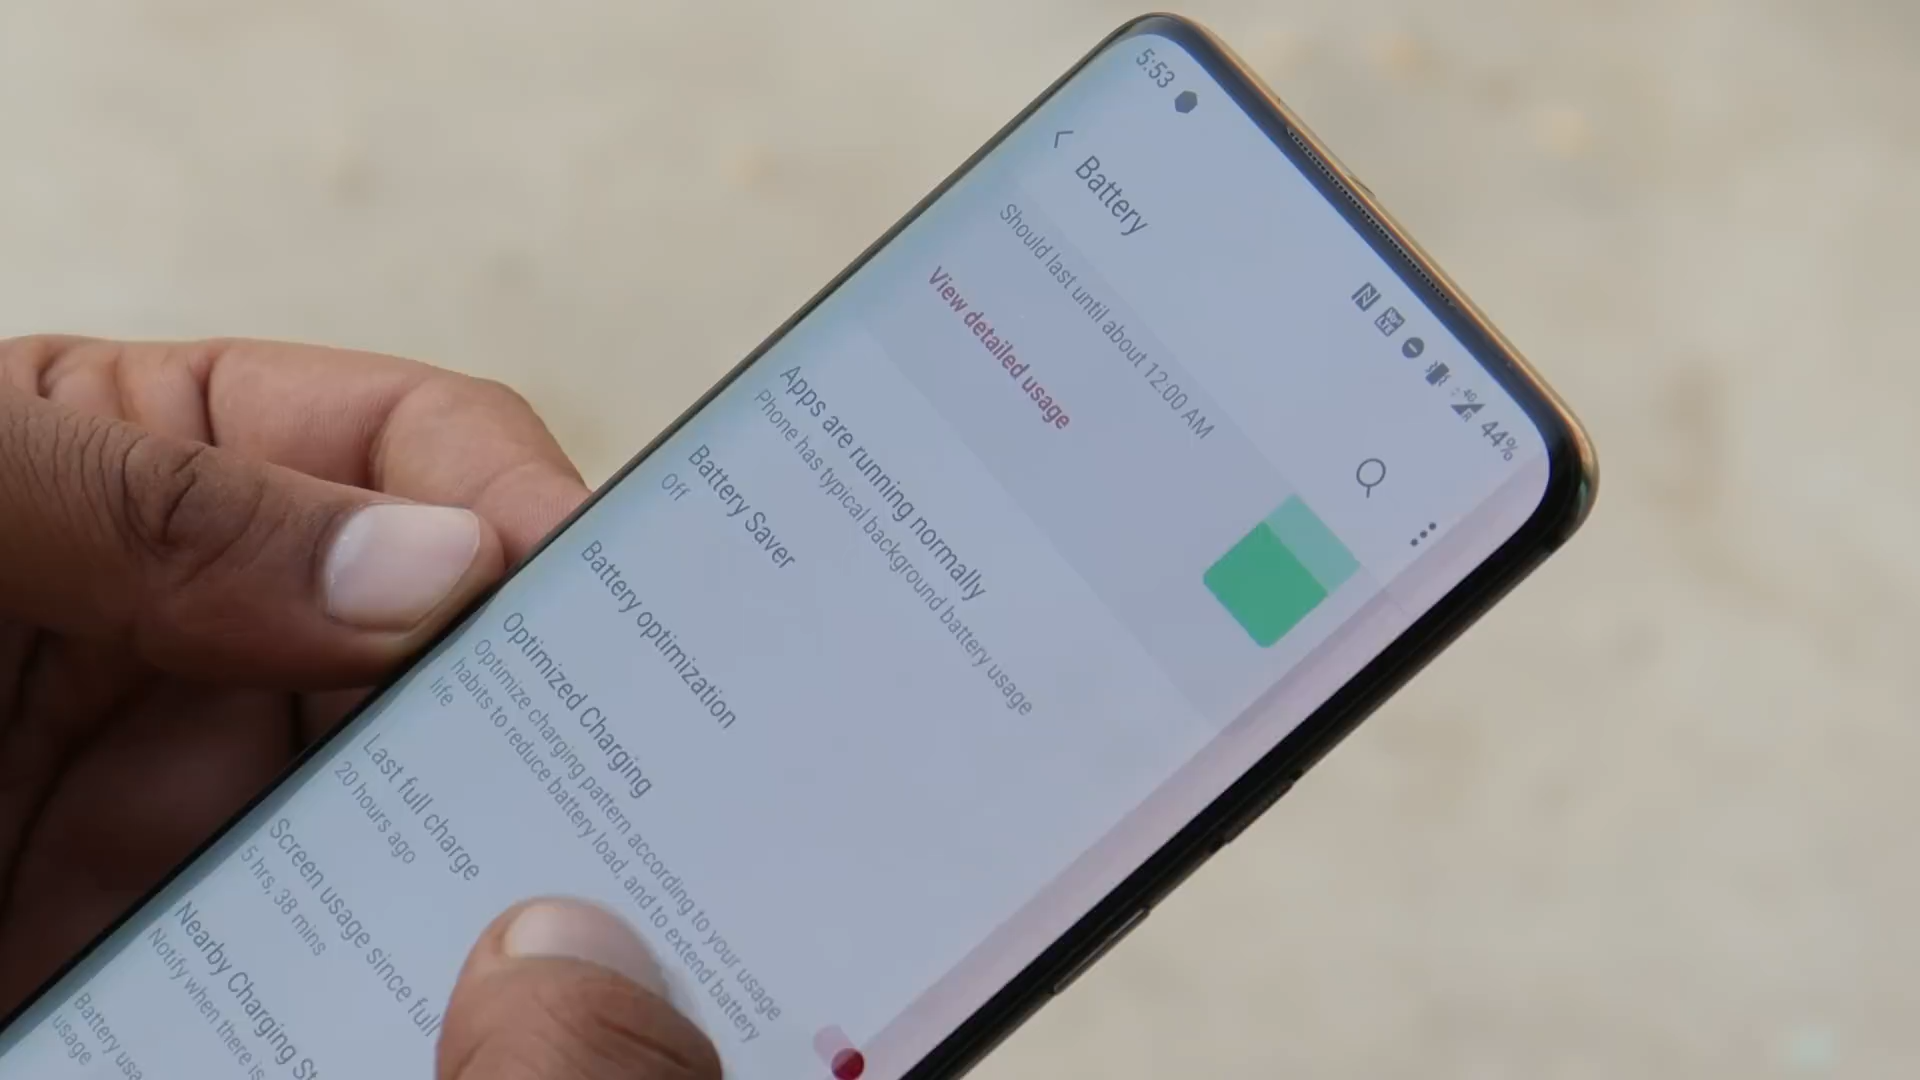 5:53
44%
Battery
Should last until about 12:00 AM
View detailed usage
Apps are running normally
Phone has typical background battery usage
Battery Saver
Off
Battery optimization
Optimized Charging
Optimize charging pattern according to your usage
habits to reduce battery load, and to extend battery
life
Last full charge
20 hours ago
Screen usage since full
5 hrs, 38 mins
Nearby Charging
Notify when there is
Battery
usage